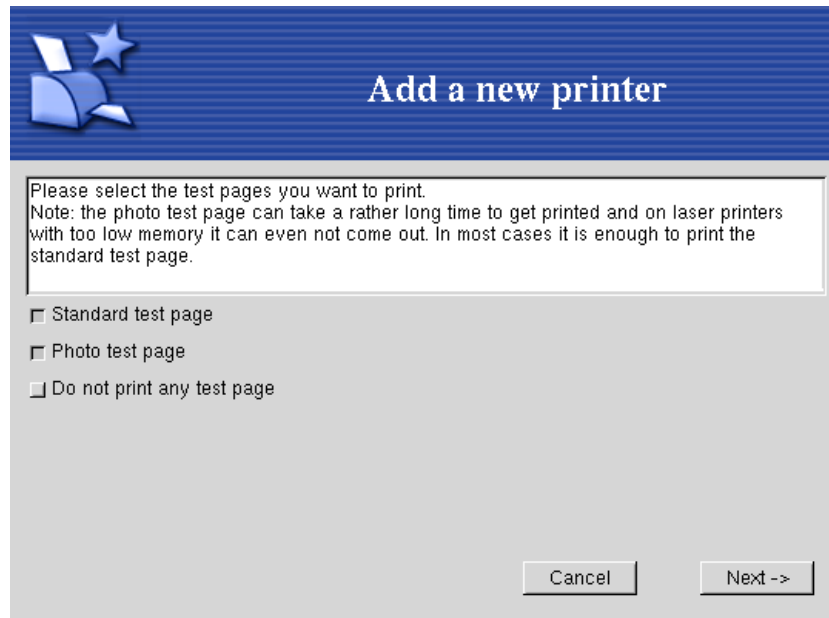 Add a new printer
Please select the test pages you want to print.
Note: the photo test page can take a rather long time to get printed and on laser printers
with too low memory it can even not come out. In most cases it is enough to print the
standard test page.
Standard test page
Photo test page
Do not print any test page
Cancel
Next ->